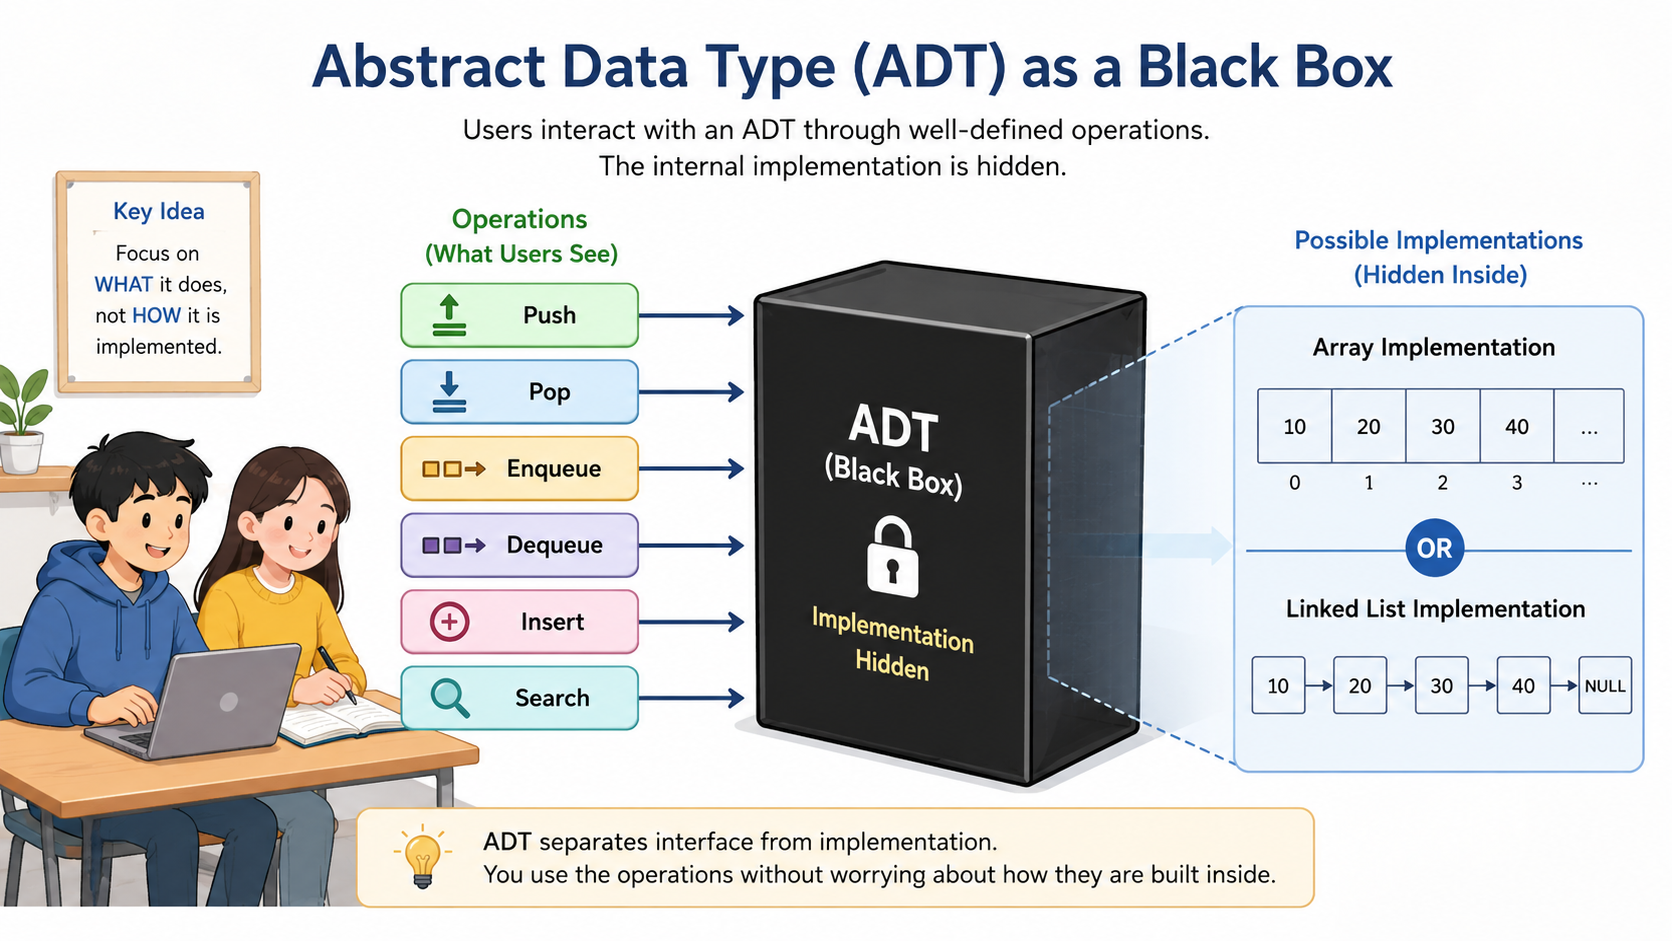 Abstract Data Type (ADT) as a Black Box
Users interact with an ADT through well-defined operations.
The internal implementation is hidden.
Key Idea
Focus on
WHAT it does,
not HOW it is
implemented.
Operations
(What Users See)
Push
Pop
Enqueue
Dequeue
Insert
Search
ADT
(Black Box)
Implementation
Hidden
Possible Implementations
(Hidden Inside)
Array Implementation
10 20 30 40 ...
0 1 2 3 ...
OR
Linked List Implementation
10 20 30 40 NULL
ADT separates interface from implementation.
You use the operations without worrying about how they are built inside.